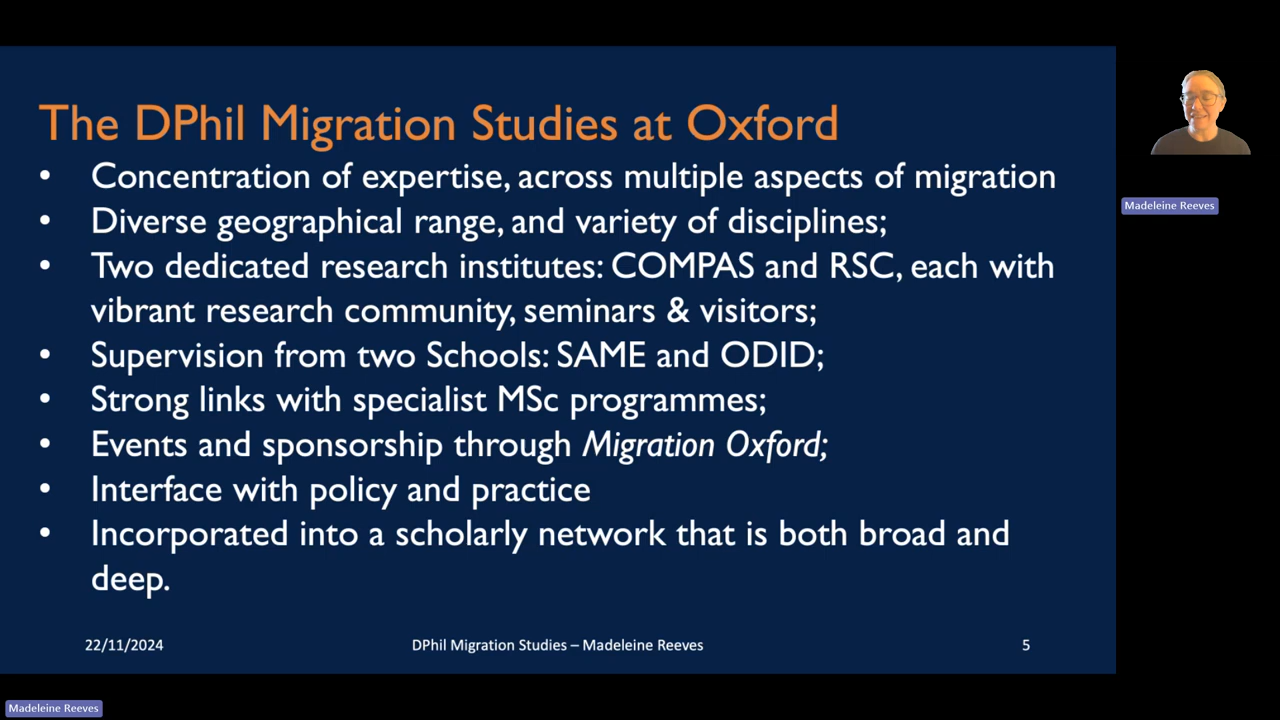 The DPhil Migration Studies at Oxford
• Concentration of expertise, across multiple aspects of migration
• Diverse geographical range, and variety of disciplines;
• Two dedicated research institutes: COMPAS and RSC, each with
vibrant research community, seminars & visitors;
• Supervision from two Schools: SAME and ODID;
• Strong links with specialist MSc programmes;
• Events and sponsorship through Migration Oxford;
• Interface with policy and practice
• Incorporated into a scholarly network that is both broad and
deep.
22/11/2024 DPhil Migration Studies – Madeleine Reeves 5
Madeleine Reeves
Madeleine Reeves